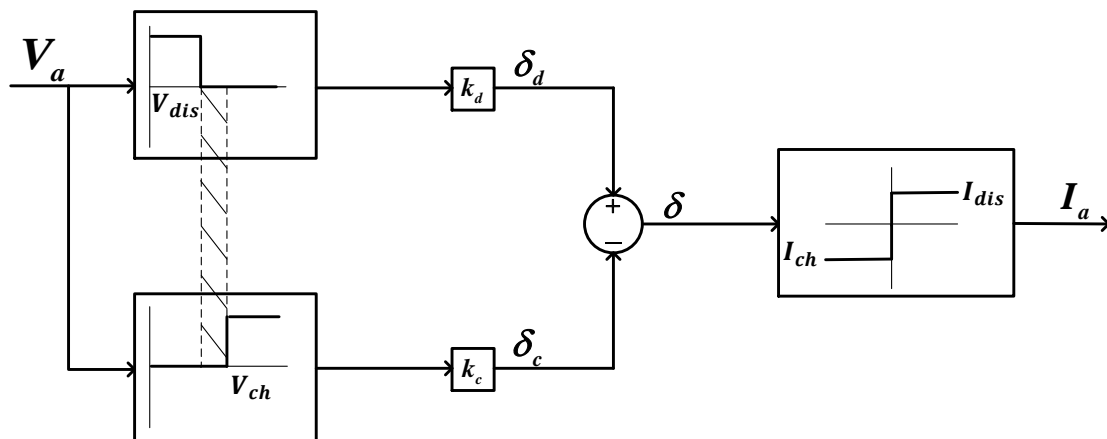 V_a
V_dis
k_d
δ_d
+
−
δ
I_dis
I_ch
I_a
V_ch
k_c
δ_c